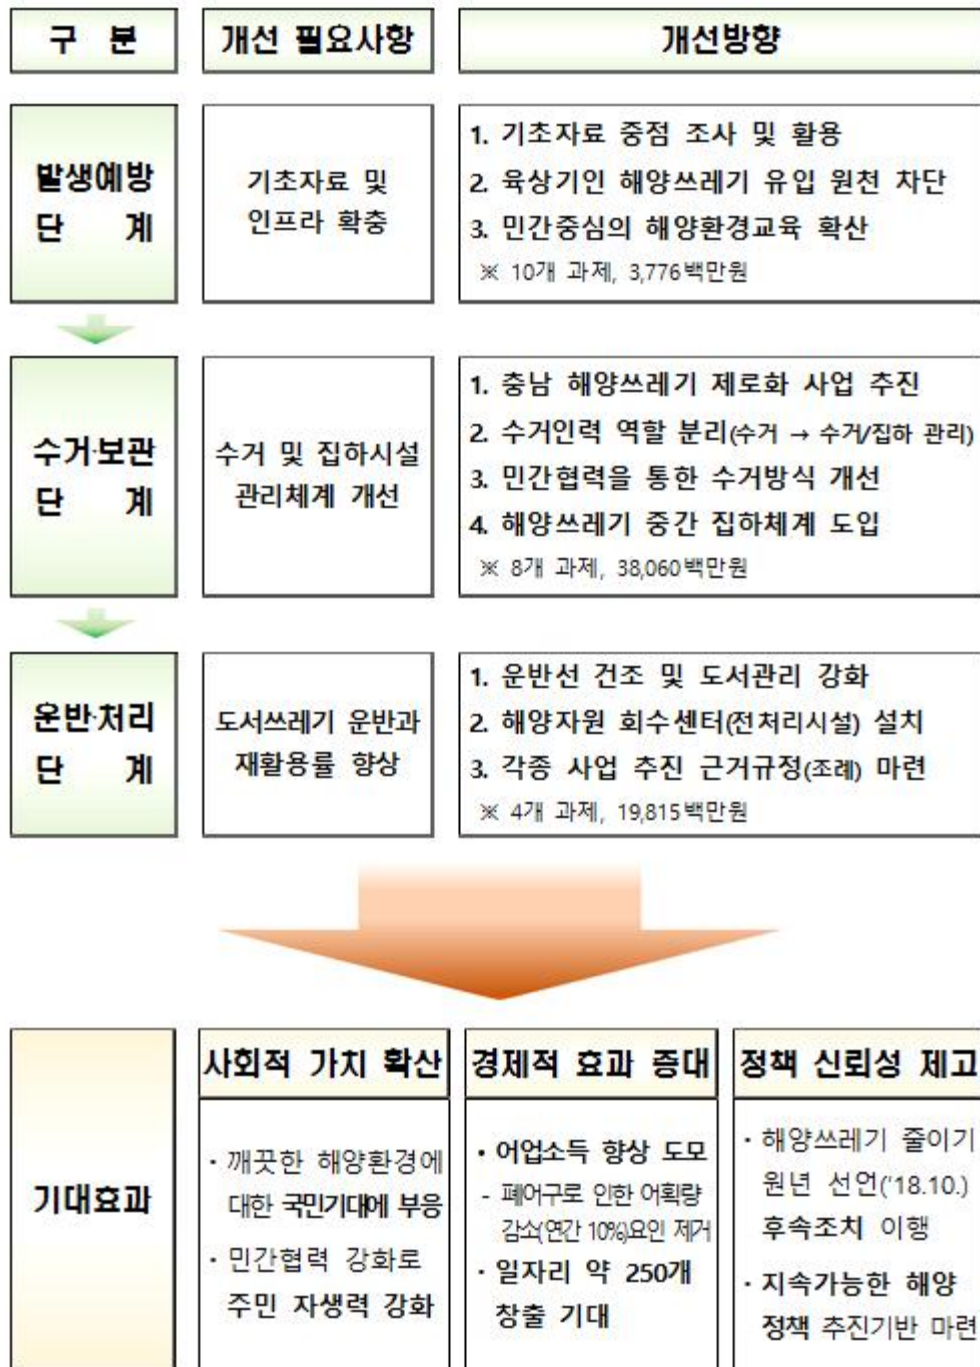 구 분
개선 필요사항
개선방향
발생예방
단 계
기초자료 및
인프라 확충
1. 기초자료 중점 조사 및 활용
2. 육상기인 해양쓰레기 유입 원천 차단
3. 민간중심의 해양환경교육 확산
※ 10개 과제, 3,776백만원
수거·보관
단 계
수거 및 집하시설
관리체계 개선
1. 충남 해양쓰레기 제로화 사업 추진
2. 수거인력 역할 분리(수거 → 수거/집하 관리)
3. 민간협력을 통한 수거방식 개선
4. 해양쓰레기 중간 집하체계 도입
※ 8개 과제, 38,060백만원
운반·처리
단 계
도서쓰레기 운반과
재활용률 향상
1. 운반선 건조 및 도서관리 강화
2. 해양자원 회수센터(전처리시설) 설치
3. 각종 사업 추진 근거규정(조례) 마련
※ 4개 과제, 19,815백만원
기대효과
사회적 가치 확산
· 깨끗한 해양환경에
대한 국민기대에 부응
· 민간협력 강화로
주민 자생력 강화
경제적 효과 증대
· 어업소득 향상 도모
- 폐어구로 인한 어획량
감소(연간 10%)요인 제거
· 일자리 약 250개
창출 기대
정책 신뢰성 제고
· 해양쓰레기 줄이기
원년 선언('18.10.)
후속조치 이행
· 지속가능한 해양
정책 추진기반 마련